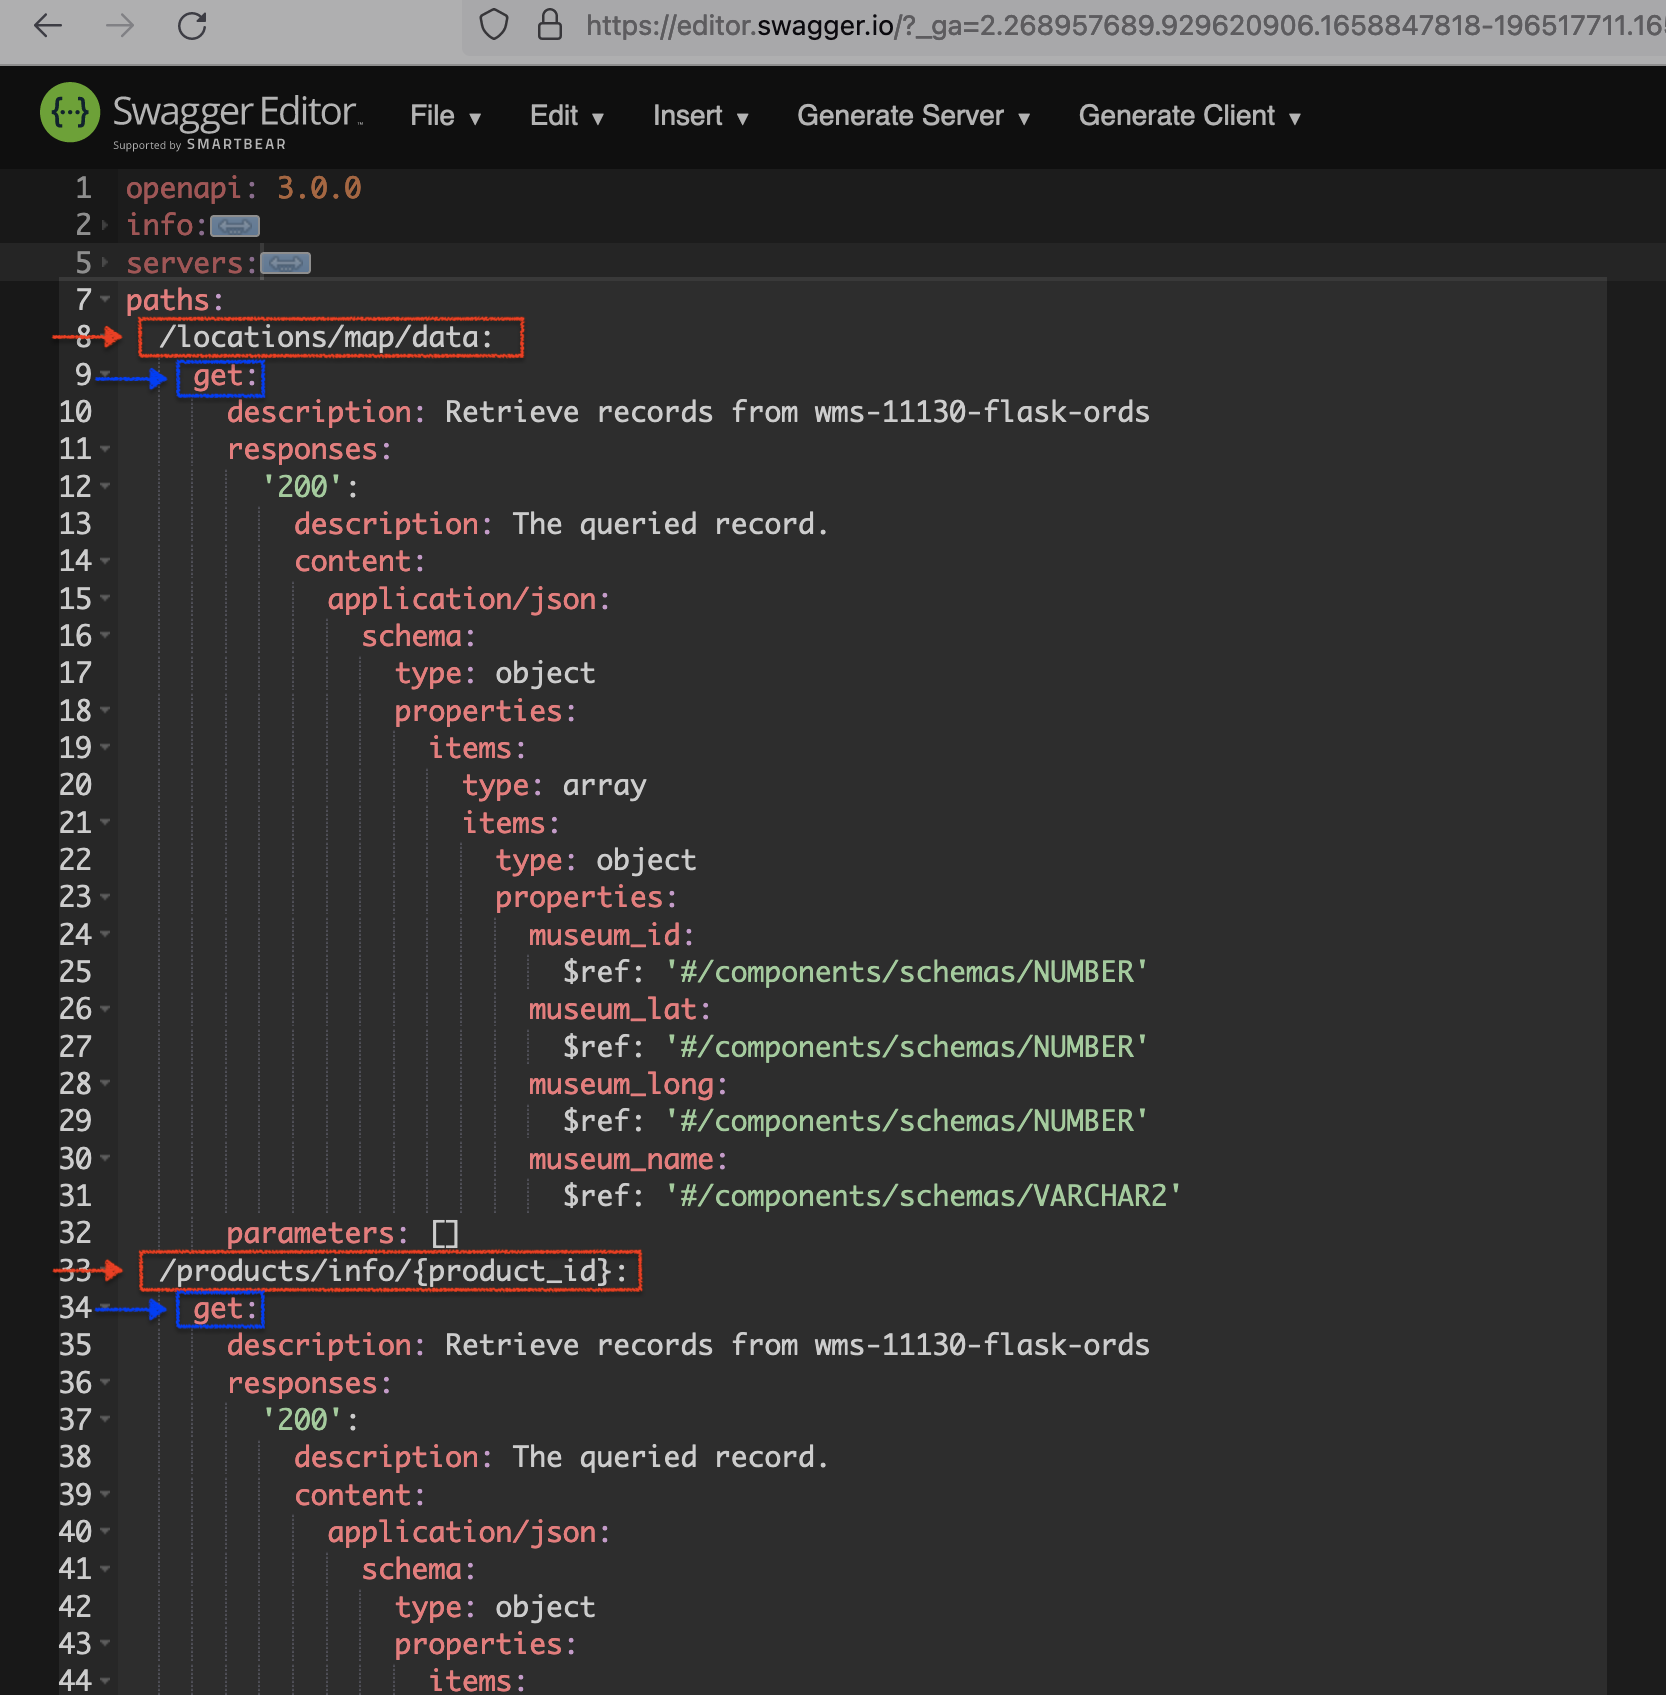 https://editor.swagger.io/?_ga=2.268957689.929620906.1658847818-196517711.16
Swagger Editor
Supported by SMARTBEAR
File ▾ Edit ▾ Insert ▾ Generate Server ▾ Generate Client ▾
1 openapi: 3.0.0
2 info:
5 servers:
7 paths:
8 /locations/map/data:
9 get:
10 description: Retrieve records from wms-11130-flask-ords
11 responses:
12 '200':
13 description: The queried record.
14 content:
15 application/json:
16 schema:
17 type: object
18 properties:
19 items:
20 type: array
21 items:
22 type: object
23 properties:
24 museum_id:
25 $ref: '#/components/schemas/NUMBER'
26 museum_lat:
27 $ref: '#/components/schemas/NUMBER'
28 museum_long:
29 $ref: '#/components/schemas/NUMBER'
30 museum_name:
31 $ref: '#/components/schemas/VARCHAR2'
32 parameters: []
33 /products/info/{product_id}:
34 get:
35 description: Retrieve records from wms-11130-flask-ords
36 responses:
37 '200':
38 description: The queried record.
39 content:
40 application/json:
41 schema:
42 type: object
43 properties:
44 items: